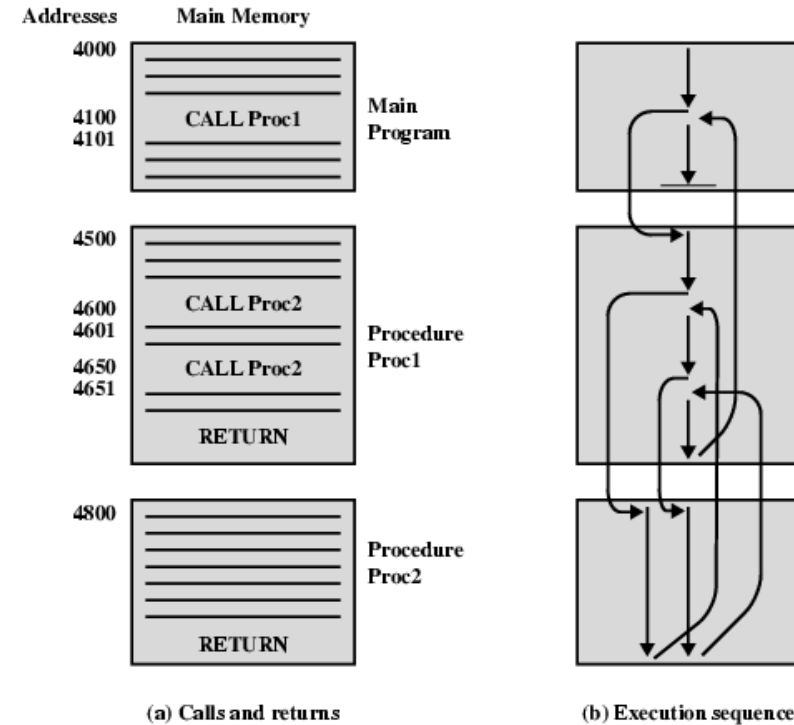 Addresses Main Memory
4000
4100 CALL Proc1
4101
Main
Program
4500
CALL Proc2
4600
4601
CALL Proc2
4650
4651
RETURN
Procedure
Proc1
4800
Procedure
Proc2
RETURN
(a) Calls and returns
(b) Execution sequence